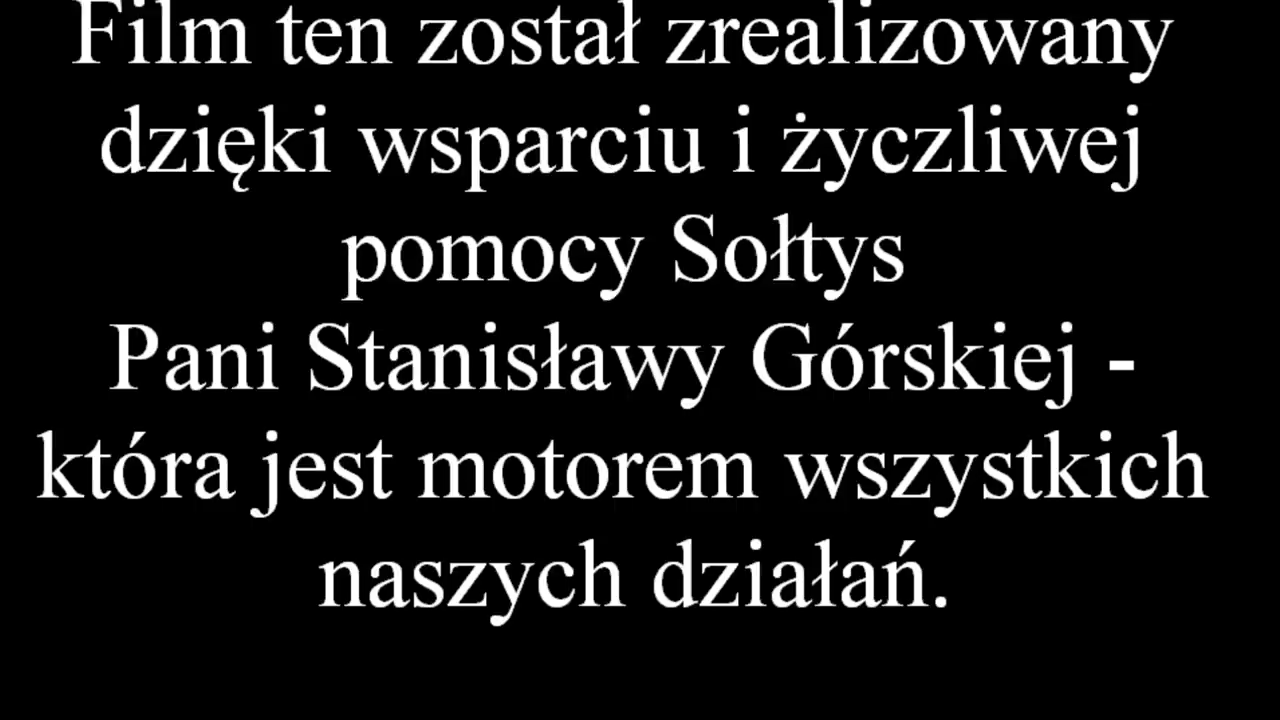 Film ten został zrealizowany
dzięki wsparciu i życzliwej
pomocy Sołtys
Pani Stanisławy Górskiej -
która jest motorem wszystkich
naszych działań.